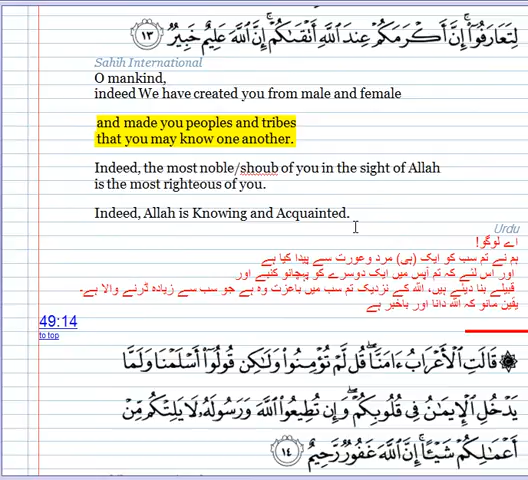 لِتَعَارَفُوٓا۟ ۚ إِنَّ أَكْرَمَكُمْ عِندَ ٱللَّهِ أَتْقَىٰكُمْ ۚ إِنَّ ٱللَّهَ عَلِيمٌ خَبِيرٌ ١٣
Sahih International
O mankind,
indeed We have created you from male and female
and made you peoples and tribes
that you may know one another.
Indeed, the most noble/shoub of you in the sight of Allah
is the most righteous of you.
Indeed, Allah is Knowing and Acquainted.
Urdu
اے لوگو!
ہم نے تم سب کو ایک (ہی) مرد وعورت سے پیدا کیا ہے
اور اس لئے کہ تم آپس میں ایک دوسرے کو پہچانو کنبے اور
قبیلے بنا دیئے ہیں، اللہ کے نزدیک تم سب میں باعزت وه ہے جو سب سے زیاده ڈرنے واﻻ ہے۔
یقین مانو کہ اللہ دانا اور باخبر ہے
49:14
to top
قَالَتِ ٱلْأَعْرَابُ ءَامَنَّا ۖ قُل لَّمْ تُؤْمِنُوا۟ وَلَـٰكِن قُولُوٓا۟ أَسْلَمْنَا وَلَمَّا
يَدْخُلِ ٱلْإِيمَـٰنُ فِى قُلُوبِكُمْ ۖ وَإِن تُطِيعُوا۟ ٱللَّهَ وَرَسُولَهُۥ لَا يَلِتْكُم مِّنْ
أَعْمَـٰلِكُمْ شَيْـًٔا ۚ إِنَّ ٱللَّهَ غَفُورٌ رَّحِيمٌ ١٤